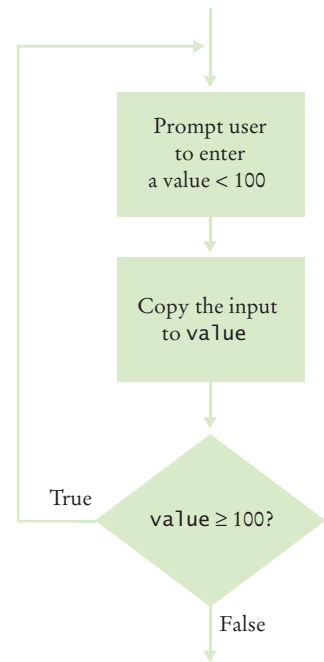 Prompt user
to enter
a value < 100
Copy the input
to value
True
value ≥ 100?
False